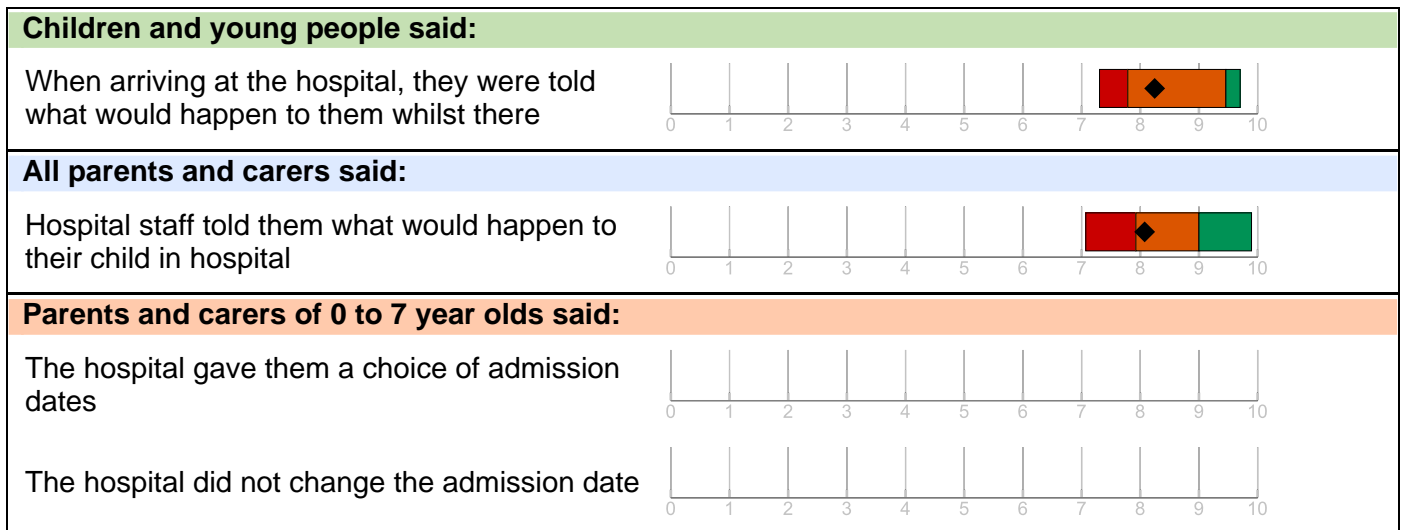 Children and young people said:
When arriving at the hospital, they were told
what would happen to them whilst there
0 1 2 3 4 5 6 7 8 9 10
All parents and carers said:
Hospital staff told them what would happen to
their child in hospital
0 1 2 3 4 5 6 7 8 9 10
Parents and carers of 0 to 7 year olds said:
The hospital gave them a choice of admission
dates
0 1 2 3 4 5 6 7 8 9 10
The hospital did not change the admission date
0 1 2 3 4 5 6 7 8 9 10